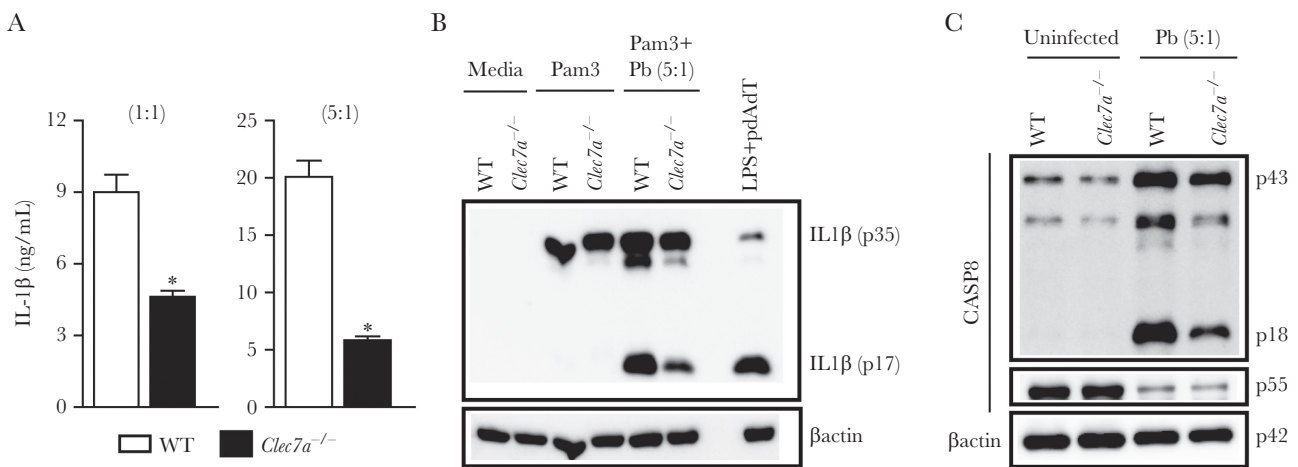 A
(1:1)
(5:1)
IL-1β (ng/mL)
12
9
6
3
0
25
20
15
10
5
0
*
*
WT
Clec7a−/−
B
Pam3+
Media Pam3 Pb (5:1)
WT
Clec7a−/−
WT
Clec7a−/−
WT
Clec7a−/−
LPS+pdAdT
IL1β (p35)
IL1β (p17)
βactin
C
Uninfected Pb (5:1)
WT
Clec7a−/−
WT
Clec7a−/−
CASP8
p43
p18
p55
βactin p42